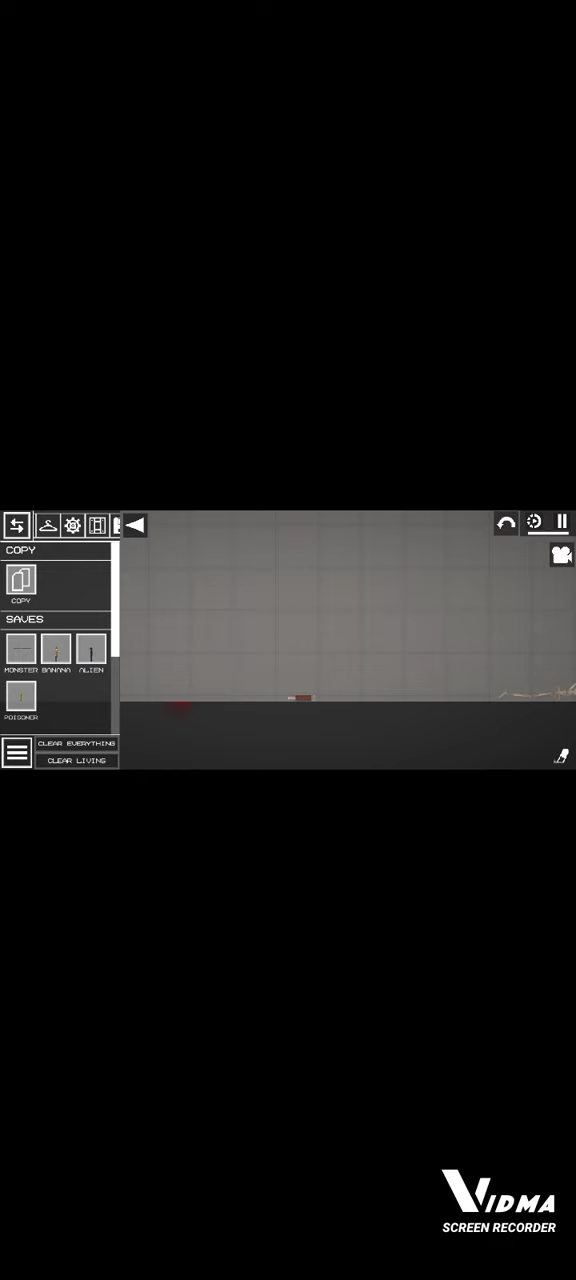 COPY
COPY
SAVES
MONSTER BANANA ALIEN
POISONER
CLEAR EVERYTHING
CLEAR LIVING
VIDMA
SCREEN RECORDER